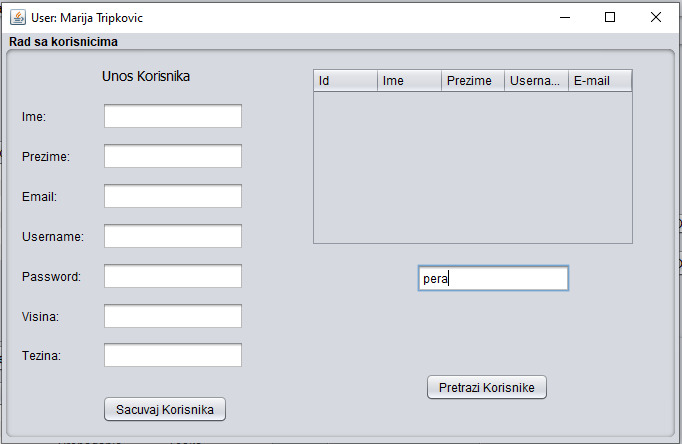 User: Marija Tripkovic
Rad sa korisnicima
Unos Korisnika
Ime:
Prezime:
Email:
Username:
Password:
Visina:
Tezina:
Sacuvaj Korisnika
Id Ime Prezime Userna... E-mail
pera
Pretrazi Korisnike